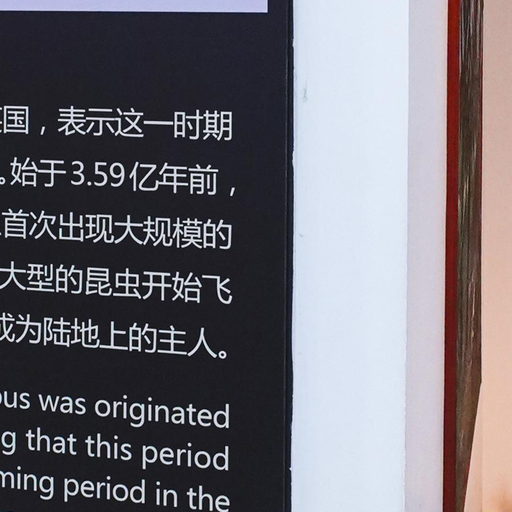 国，表示这一时期
。始于3.59亿年前，
首次出现大规模的
大型的昆虫开始飞
成为陆地上的主人。
ous was originated
g that this period
ming period in the